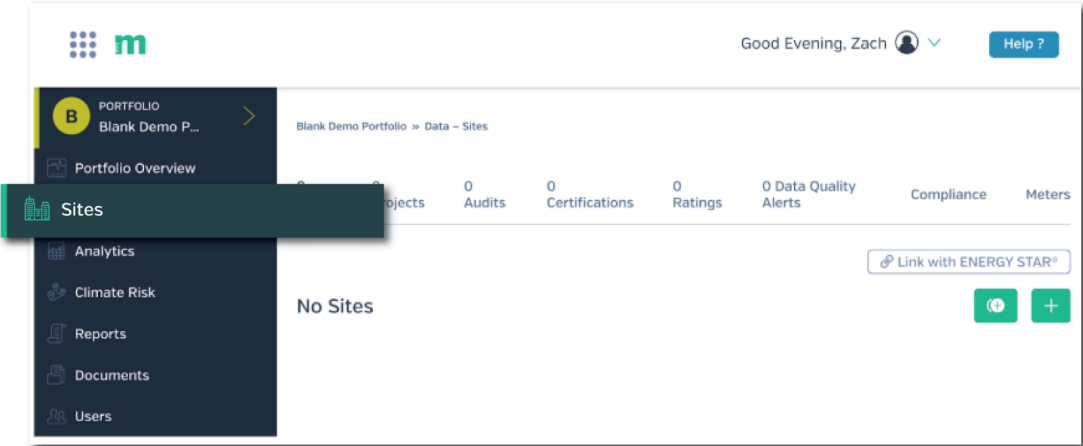 m
Good Evening, Zach
Help ?
B
PORTFOLIO
Blank Demo P...
Portfolio Overview
Sites
Analytics
Climate Risk
Reports
Documents
Users
Blank Demo Portfolio » Data – Sites
0
Audits
0
Certifications
0
Ratings
0 Data Quality
Alerts
Compliance
Meters
Link with ENERGY STAR®
No Sites